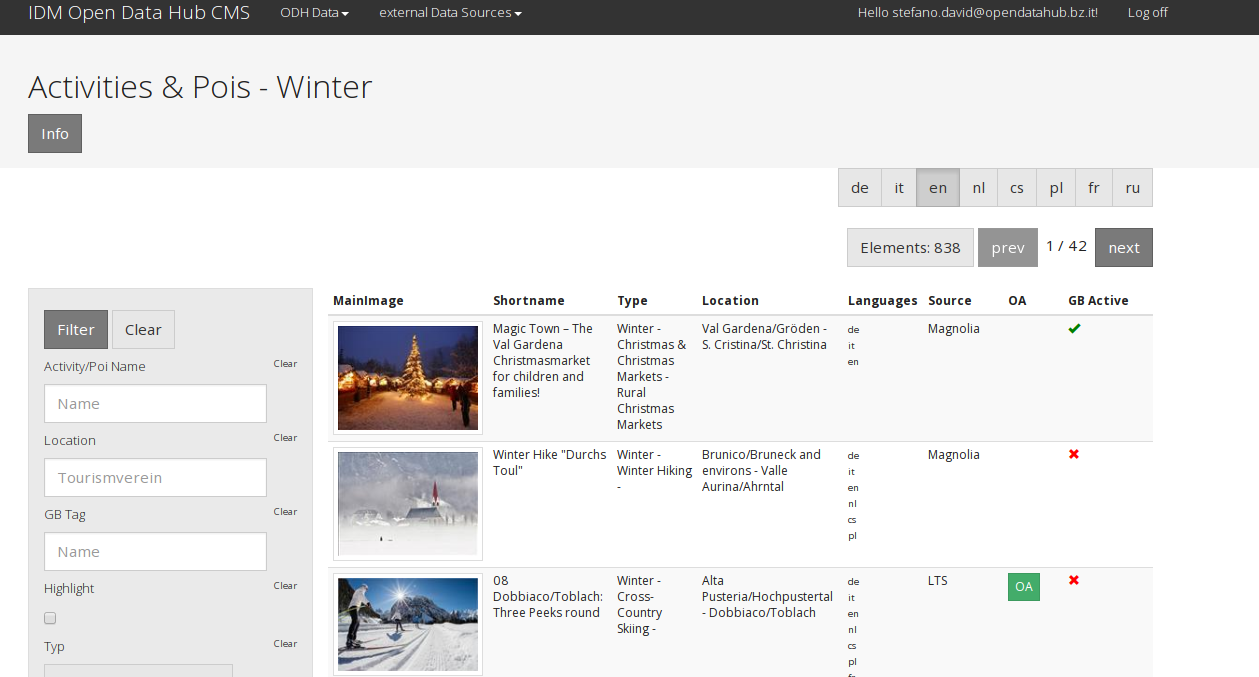 IDM Open Data Hub CMS ODH Data external Data Sources Hello stefano.david@opendatahub.bz.it! Log off
Activities & Pois - Winter
Info
de it en nl cs pl fr ru
Elements: 838 prev 1 / 42 next
Filter Clear
Activity/Poi Name Clear
Name
Location Clear
Tourismverein
GB Tag Clear
Name
Highlight Clear
Typ Clear
MainImage Shortname Type Location Languages Source OA GB Active
Magic Town – The
Val Gardena
Christmasmarket
for children and
families!
Winter -
Christmas &
Christmas
Markets -
Rural
Christmas
Markets
Val Gardena/Gröden -
S. Cristina/St. Christina
de
it
en
Magnolia
Winter Hike "Durchs
Toul"
Winter -
Winter Hiking
-
Brunico/Bruneck and
environs - Valle
Aurina/Ahrntal
de
it
en
nl
cs
pl
Magnolia
08
Dobbiaco/Toblach:
Three Peeks round
Winter -
Cross-
Country
Skiing -
Alta
Pusteria/Hochpustertal
- Dobbiaco/Toblach
de
it
en
nl
cs
pl
LTS
OA